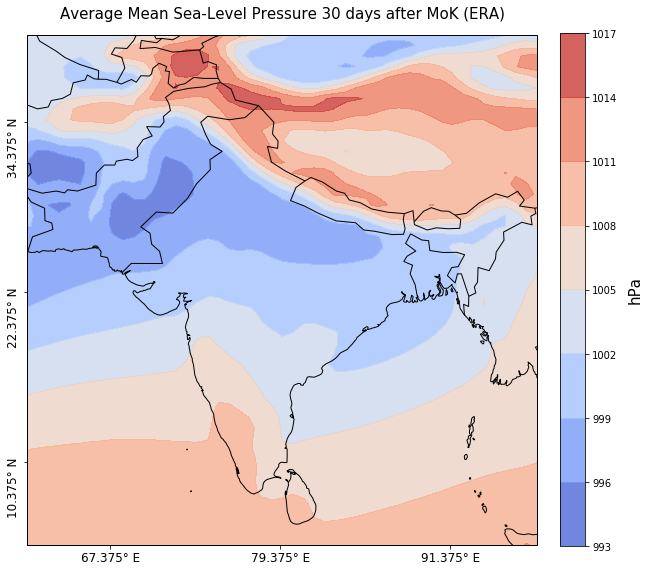 Average Mean Sea-Level Pressure 30 days after MoK (ERA)
1017
1014
1011
1008
1005
1002
999
996
993
hPa
34.375° N
22.375° N
10.375° N
67.375° E
79.375° E
91.375° E